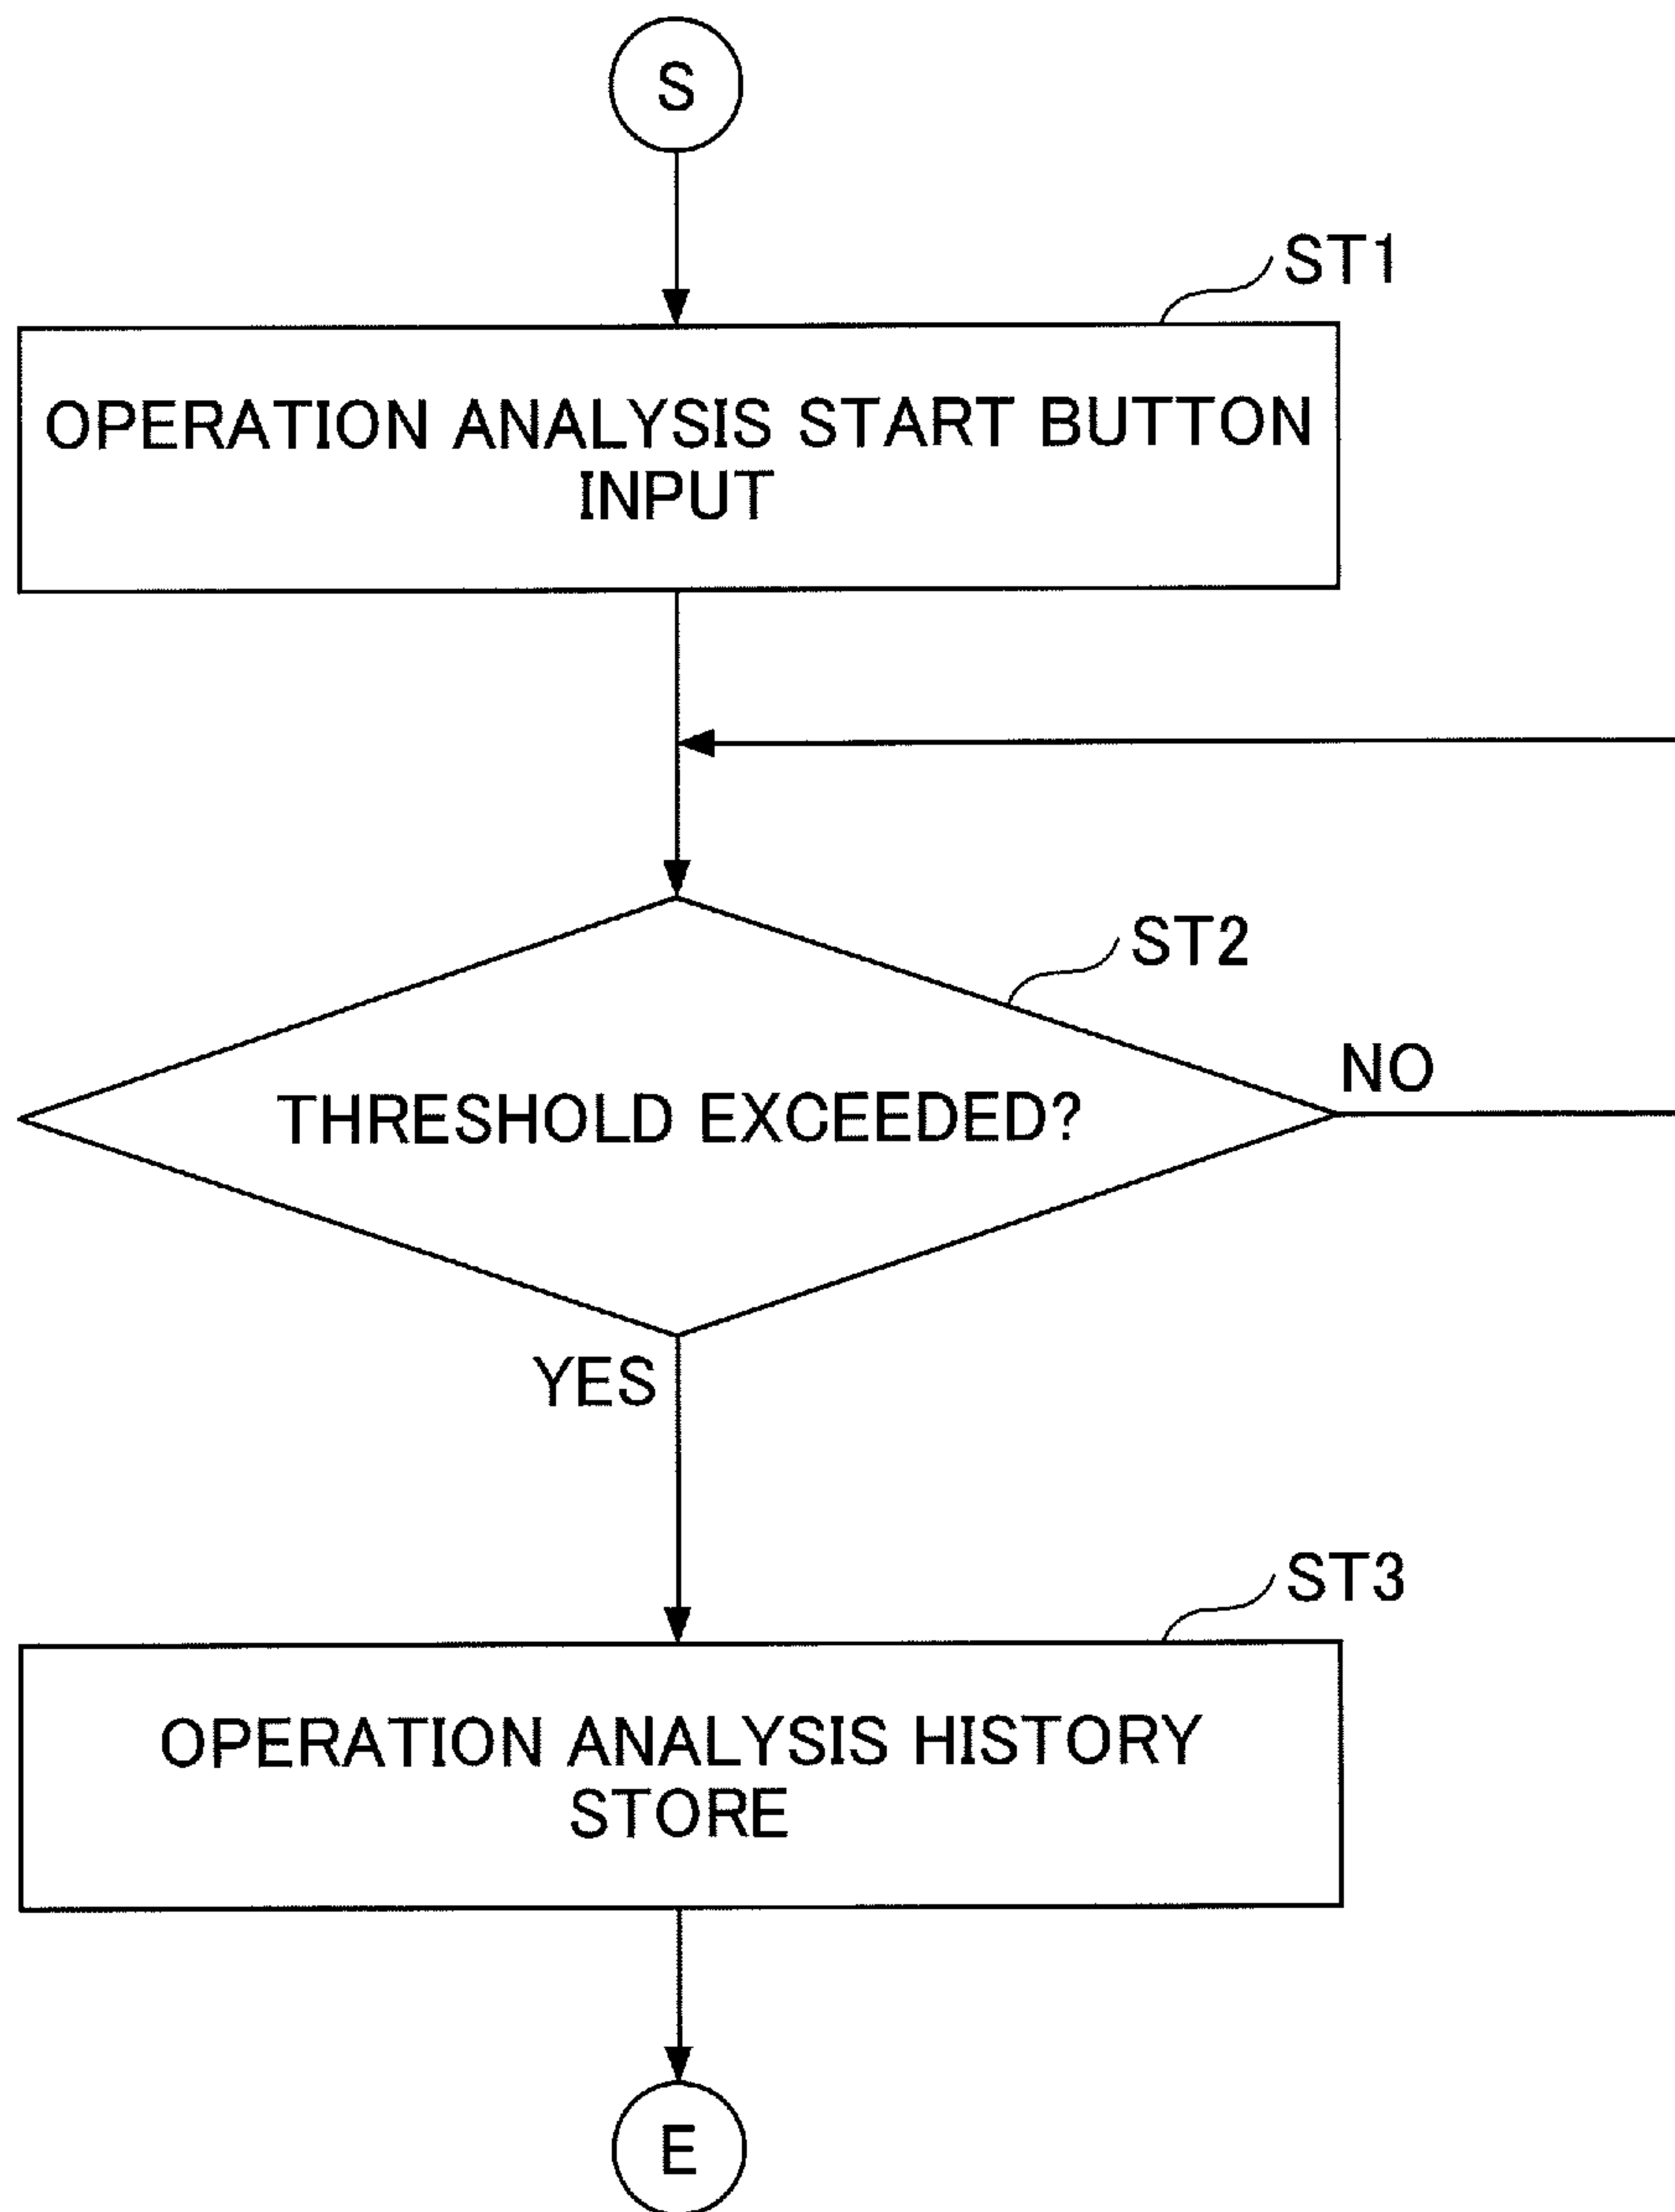 S
ST1
OPERATION ANALYSIS START BUTTON
INPUT
ST2
NO
THRESHOLD EXCEEDED?
YES
ST3
OPERATION ANALYSIS HISTORY
STORE
E